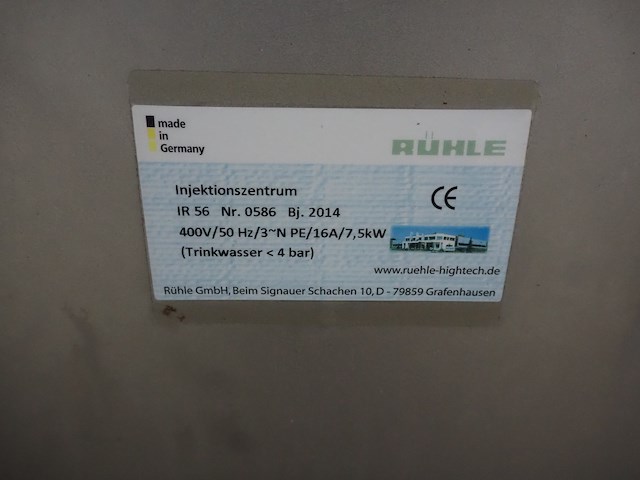 made
in
Germany
RÜHLE
Injektionszentrum
CE
IR 56 Nr. 0586 Bj. 2014
400V/50 Hz/3~N PE/16A/7,5kW
(Trinkwasser < 4 bar)
www.ruehle-hightech.de
Rühle GmbH, Beim Signauer Schachen 10, D - 79859 Grafenhausen